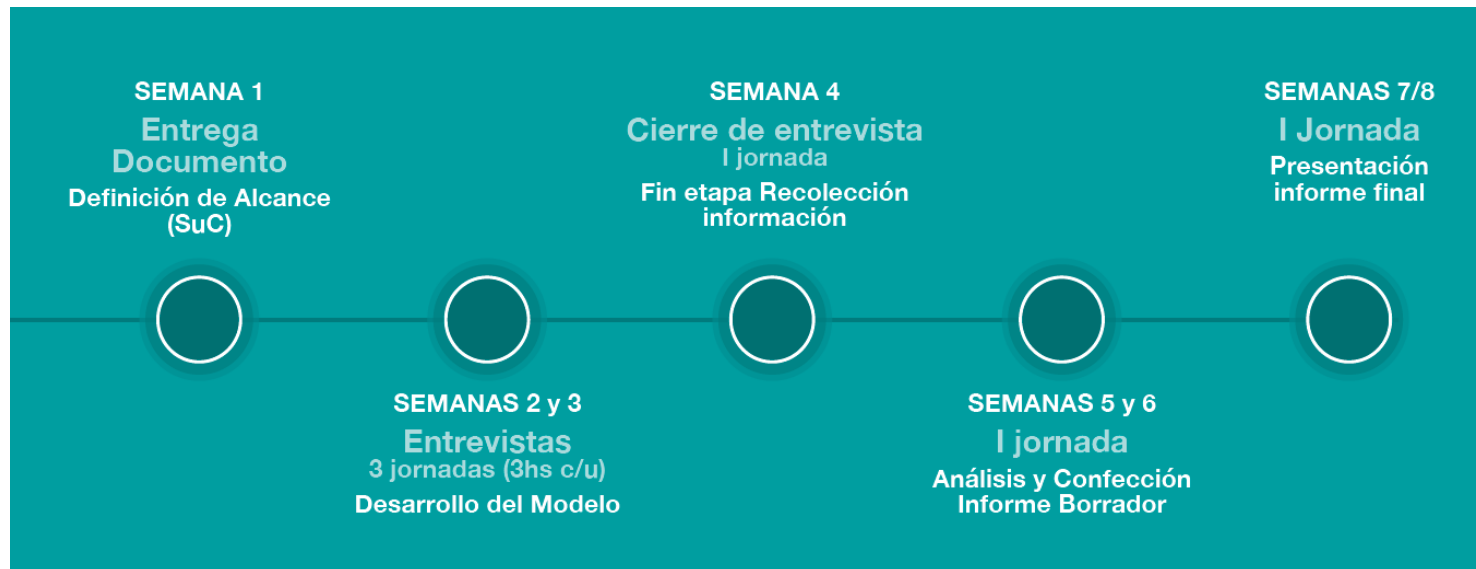 SEMANA 1
Entrega
Documento
Definición de Alcance
(SuC)
SEMANAS 2 y 3
Entrevistas
3 jornadas (3hs c/u)
Desarrollo del Modelo
SEMANA 4
Cierre de entrevista
I jornada
Fin etapa Recolección
información
SEMANAS 5 y 6
I jornada
Análisis y Confección
Informe Borrador
SEMANAS 7/8
I Jornada
Presentación
informe final